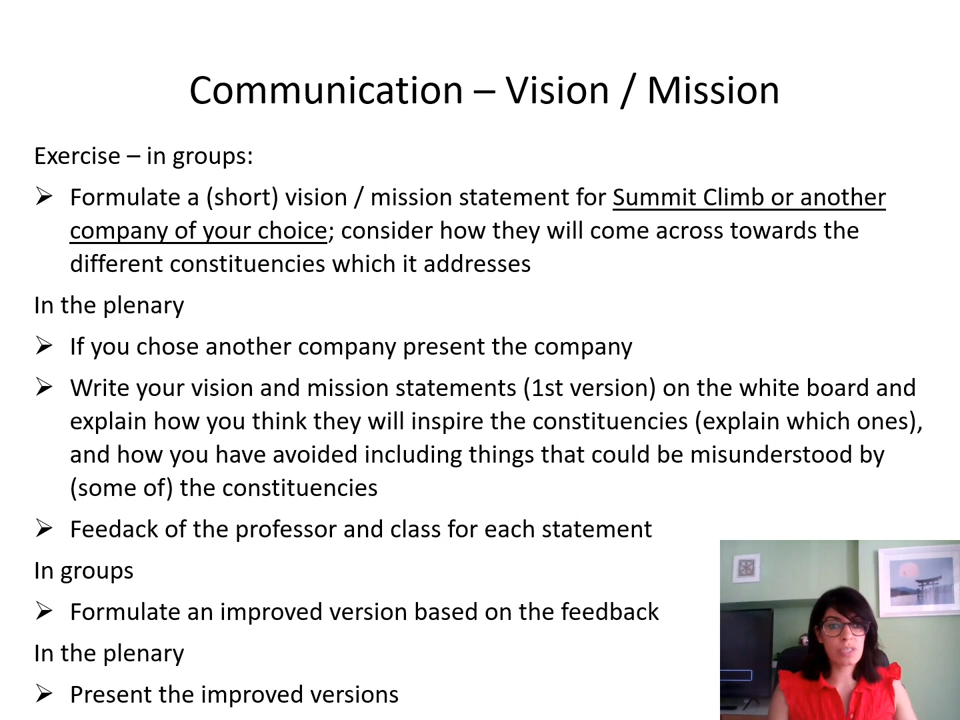 Communication – Vision / Mission
Exercise – in groups:
➢ Formulate a (short) vision / mission statement for Summit Climb or another
company of your choice; consider how they will come across towards the
different constituencies which it addresses
In the plenary
➢ If you chose another company present the company
➢ Write your vision and mission statements (1st version) on the white board and
explain how you think they will inspire the constituencies (explain which ones),
and how you have avoided including things that could be misunderstood by
(some of) the constituencies
➢ Feedack of the professor and class for each statement
In groups
➢ Formulate an improved version based on the feedback
In the plenary
➢ Present the improved versions